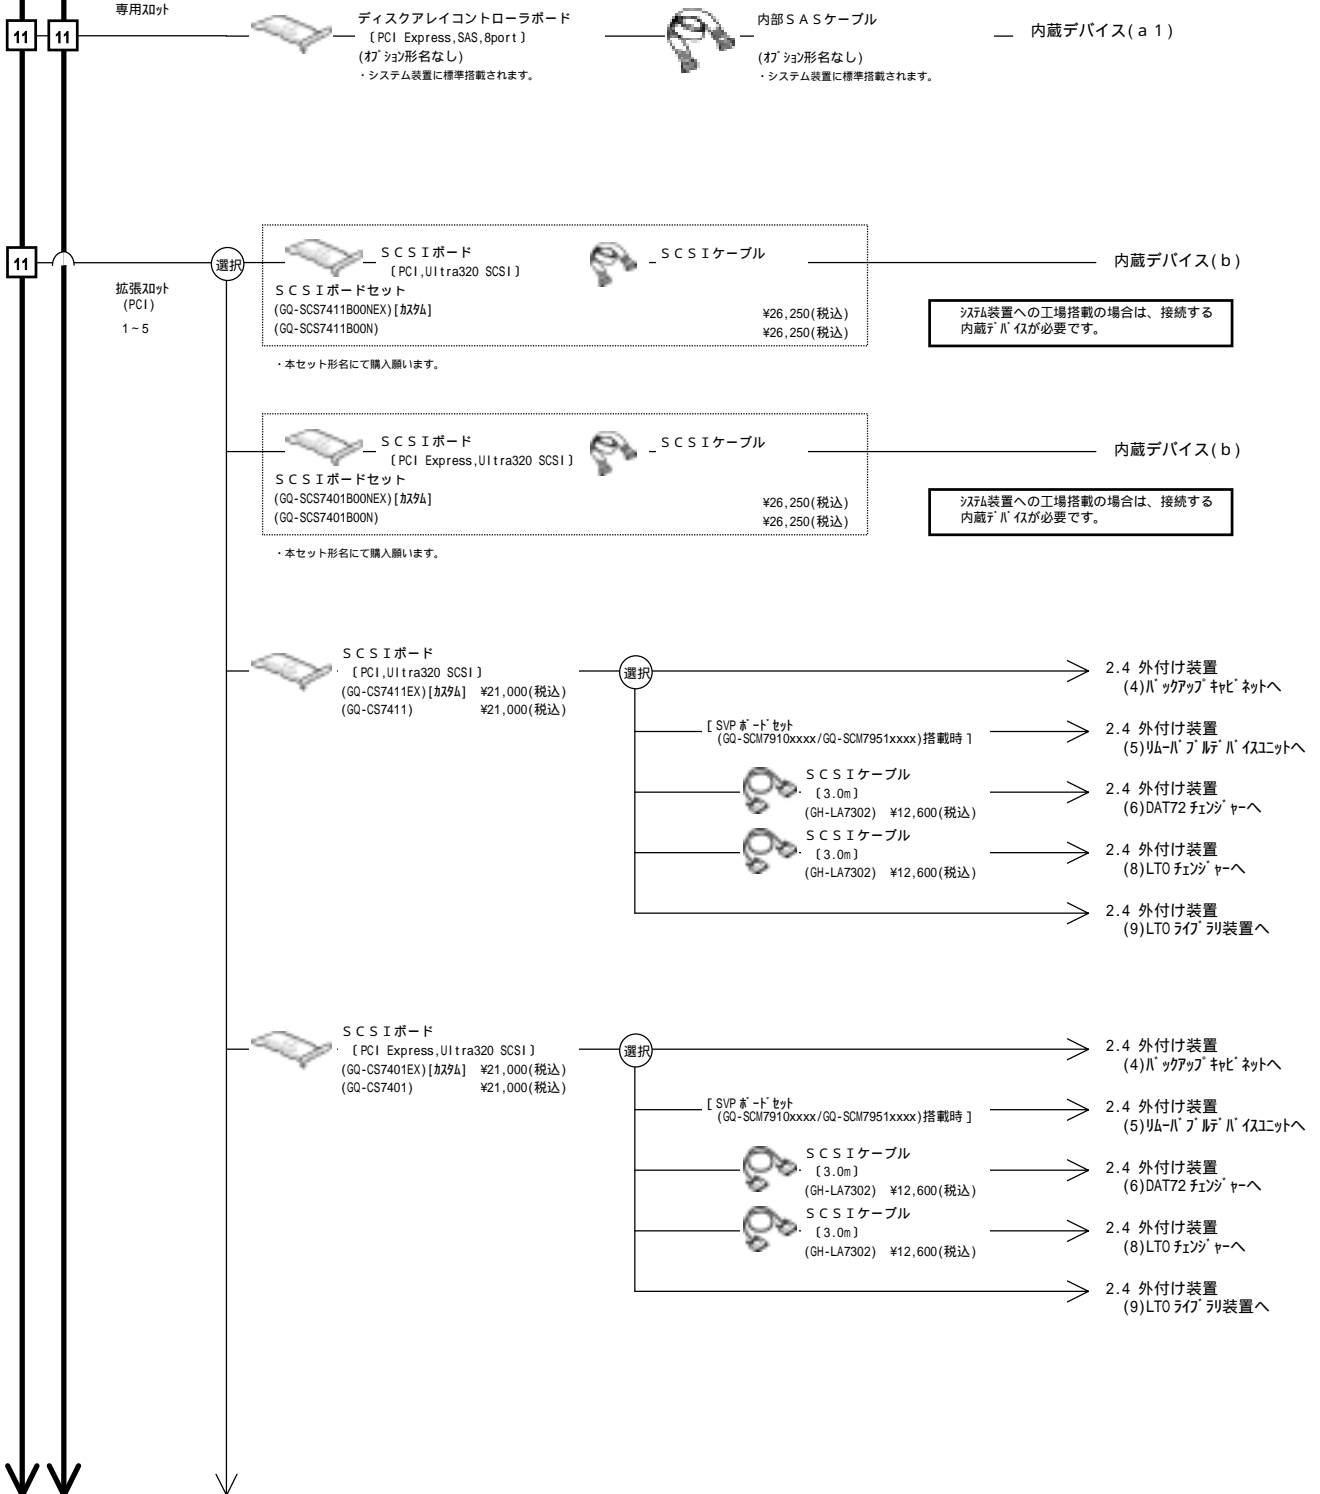 専用スロット
11 11
ディスクアレイコントローラボード
〔PCI Express,SAS,8port〕
(オプション形名なし)
・システム装置に標準搭載されます。
内部ＳＡＳケーブル
(オプション形名なし)
・システム装置に標準搭載されます。
内蔵デバイス(ａ１)
11
拡張スロット
(PCI)
1～5
選択
ＳＣＳＩボード
〔PCI,Ultra320 SCSI〕
ＳＣＳＩケーブル
ＳＣＳＩボードセット
(GQ-SCS7411B00NEX)[カスタム] ¥26,250(税込)
(GQ-SCS7411B00N) ¥26,250(税込)
・本セット形名にて購入願います。
内蔵デバイス(ｂ)
システム装置への工場搭載の場合は、接続する
内蔵デバイスが必要です。
ＳＣＳＩボード
〔PCI Express,Ultra320 SCSI〕
ＳＣＳＩケーブル
ＳＣＳＩボードセット
(GQ-SCS7401B00NEX)[カスタム] ¥26,250(税込)
(GQ-SCS7401B00N) ¥26,250(税込)
・本セット形名にて購入願います。
内蔵デバイス(ｂ)
システム装置への工場搭載の場合は、接続する
内蔵デバイスが必要です。
ＳＣＳＩボード
〔PCI,Ultra320 SCSI〕
(GQ-CS7411EX)[カスタム] ¥21,000(税込)
(GQ-CS7411) ¥21,000(税込)
選択
2.4 外付け装置
(4)バックアップキャビネットへ
[SVPボードセット
(GQ-SCM7910xxxx/GQ-SCM7951xxxx)搭載時]
2.4 外付け装置
(5)リムーバブルデバイスユニットへ
ＳＣＳＩケーブル
〔3.0m〕
(GH-LA7302) ¥12,600(税込)
2.4 外付け装置
(6)DAT72チェンジャーへ
ＳＣＳＩケーブル
〔3.0m〕
(GH-LA7302) ¥12,600(税込)
2.4 外付け装置
(8)LTOチェンジャーへ
2.4 外付け装置
(9)LTOライブラリ装置へ
ＳＣＳＩボード
〔PCI Express,Ultra320 SCSI〕
(GQ-CS7401EX)[カスタム] ¥21,000(税込)
(GQ-CS7401) ¥21,000(税込)
選択
2.4 外付け装置
(4)バックアップキャビネットへ
[SVPボードセット
(GQ-SCM7910xxxx/GQ-SCM7951xxxx)搭載時]
2.4 外付け装置
(5)リムーバブルデバイスユニットへ
ＳＣＳＩケーブル
〔3.0m〕
(GH-LA7302) ¥12,600(税込)
2.4 外付け装置
(6)DAT72チェンジャーへ
ＳＣＳＩケーブル
〔3.0m〕
(GH-LA7302) ¥12,600(税込)
2.4 外付け装置
(8)LTOチェンジャーへ
2.4 外付け装置
(9)LTOライブラリ装置へ